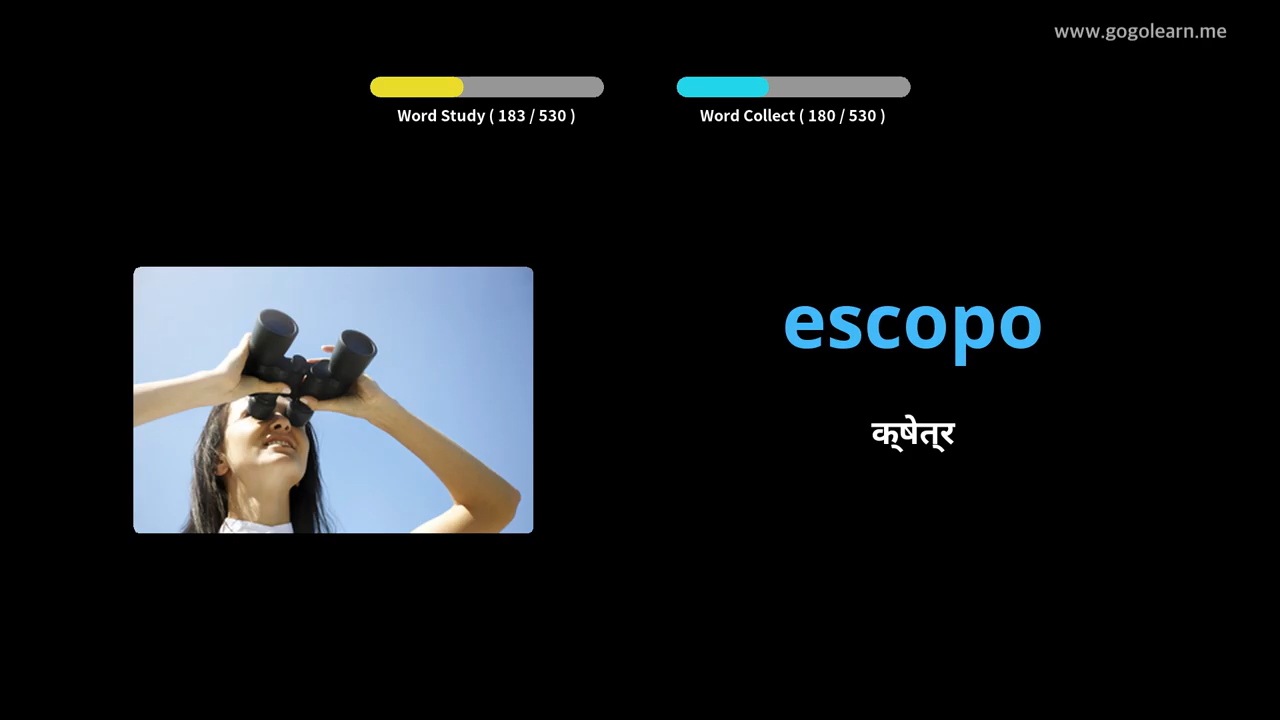 www.gogolearn.me
Word Study ( 183 / 530 )
Word Collect ( 180 / 530 )
escopo
क्षेत्र